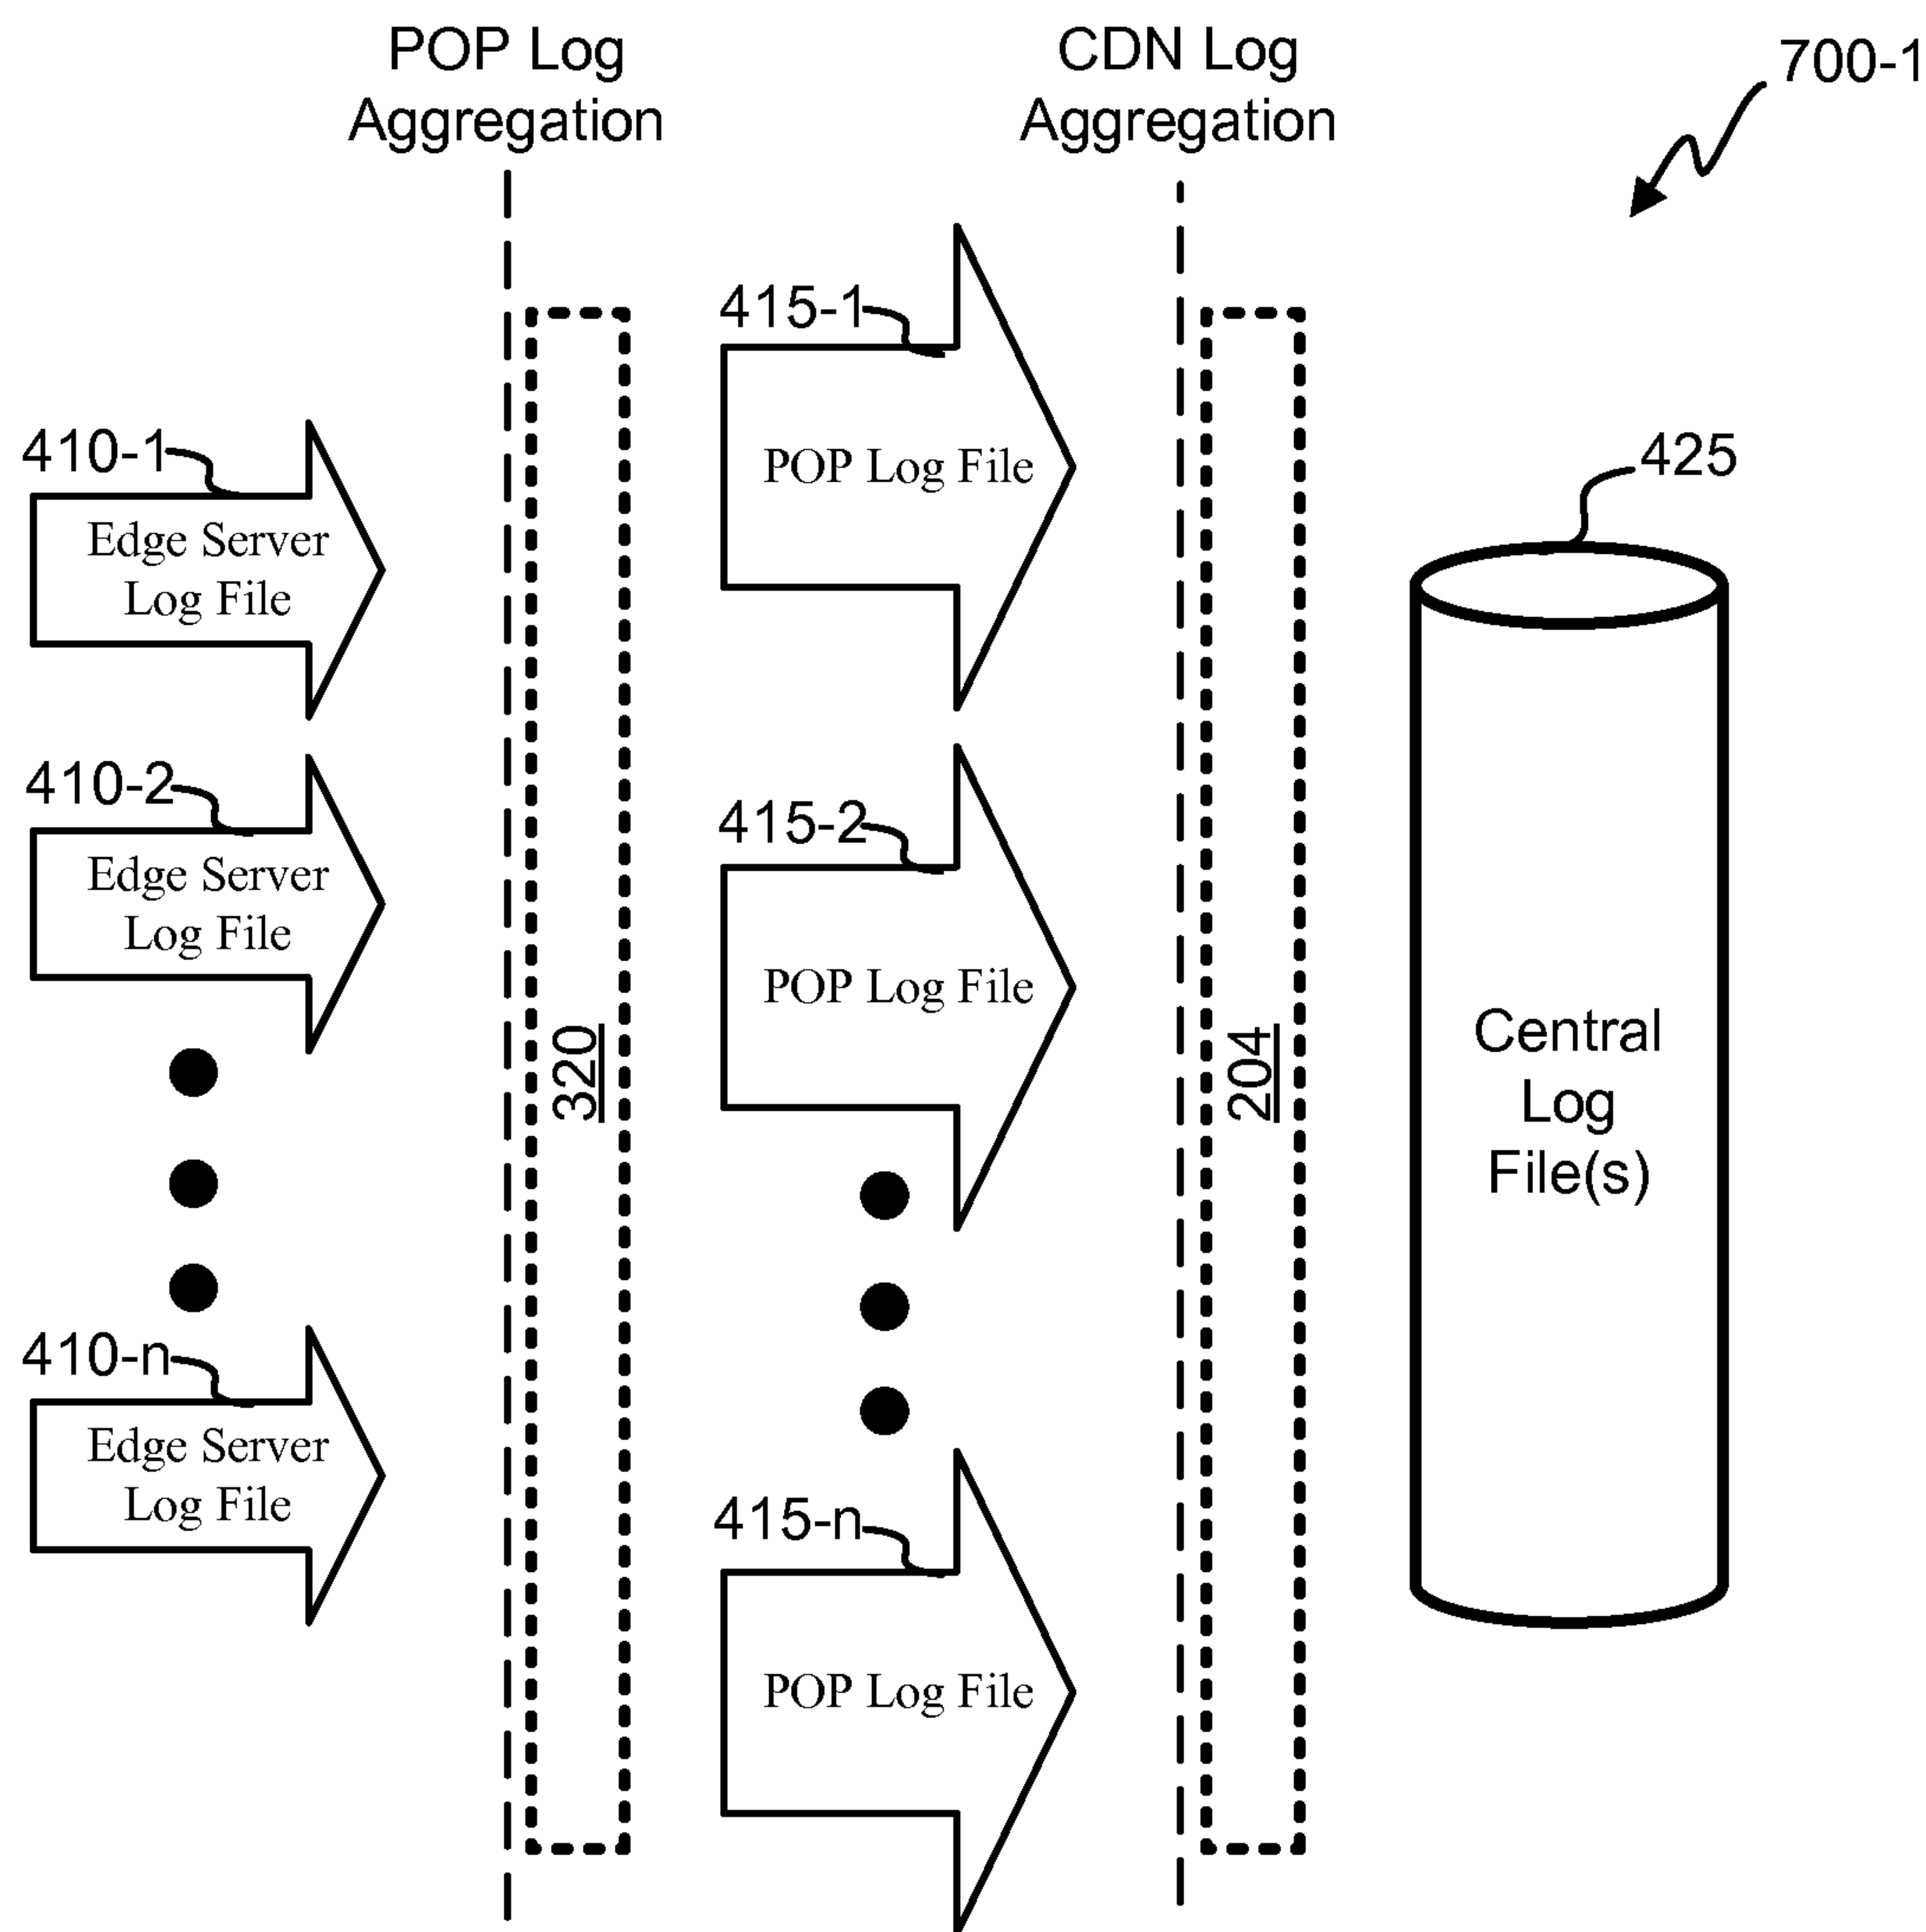 POP Log
Aggregation
CDN Log
Aggregation
700-1
410-1
Edge Server
Log File
410-2
Edge Server
Log File
410-n
Edge Server
Log File
320
415-1
POP Log File
415-2
POP Log File
415-n
POP Log File
204
425
Central
Log
File(s)